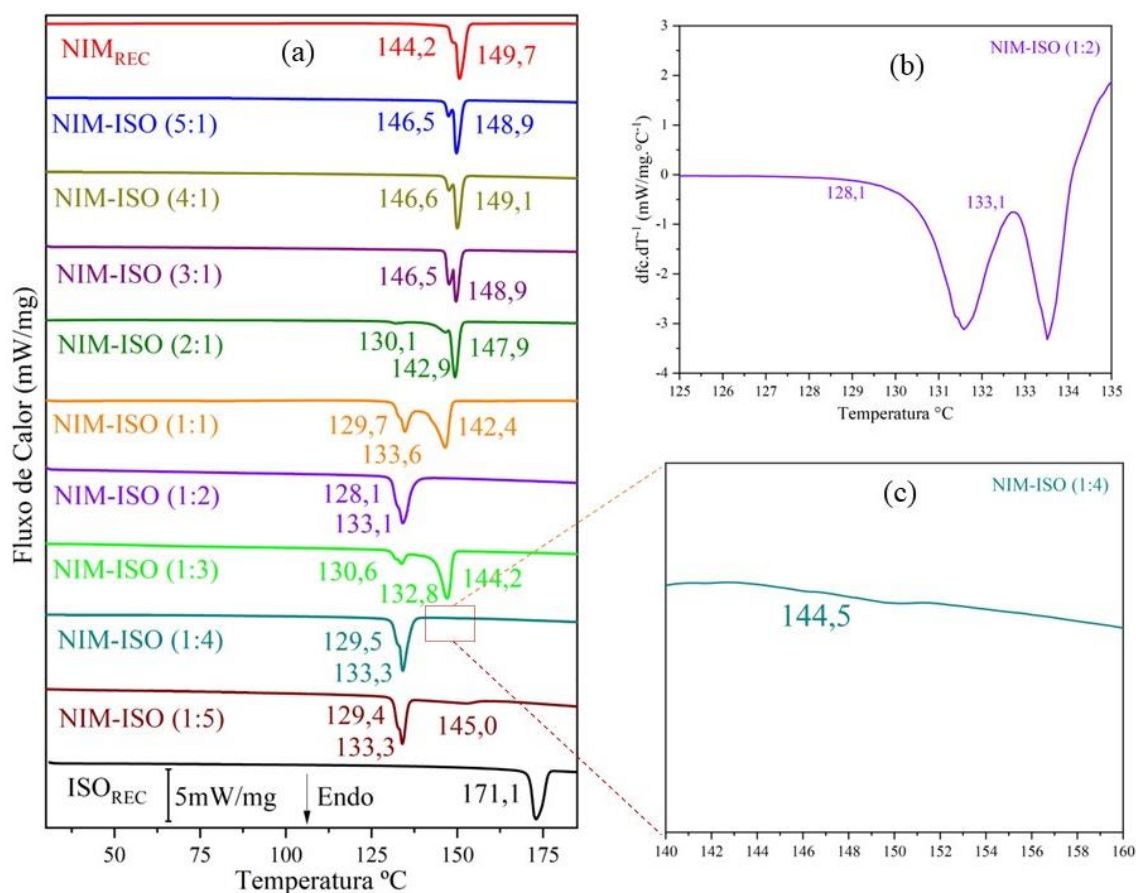 (a)
NIM_REC
144,2 149,7
NIM-ISO (5:1)
146,5 148,9
NIM-ISO (4:1)
146,6 149,1
NIM-ISO (3:1)
146,5 148,9
NIM-ISO (2:1)
130,1
142,9 147,9
NIM-ISO (1:1)
129,7 142,4
133,6
NIM-ISO (1:2)
128,1
133,1
NIM-ISO (1:3)
130,6
132,8 144,2
NIM-ISO (1:4)
129,5
133,3
NIM-ISO (1:5)
129,4 145,0
133,3
ISO_REC
5mW/mg
Endo
171,1
Fluxo de Calor (mW/mg)
50 75 100 125 150 175
Temperatura ºC
(b)
NIM-ISO (1:2)
3
2
1
0
-1
-2
-3
-4
128,1
133,1
dfc.dT⁻¹ (mW/mg.°C⁻¹)
125 126 127 128 129 130 131 132 133 134 135
Temperatura °C
(c)
NIM-ISO (1:4)
144,5
140 142 144 146 148 150 152 154 156 158 160